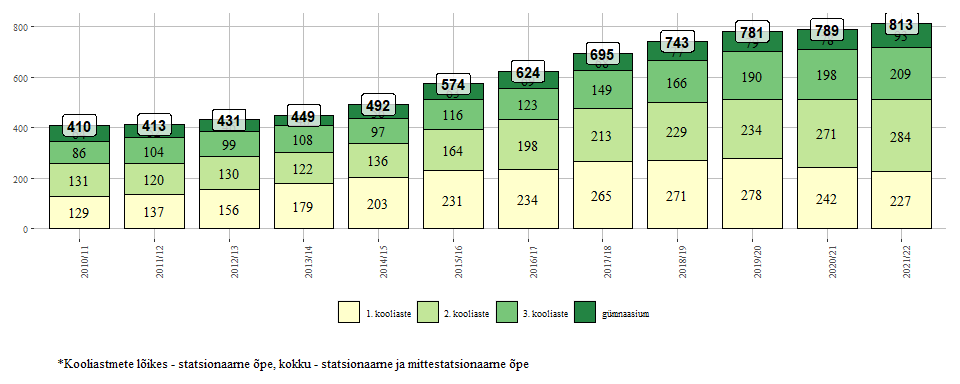 800
600
400
200
0
410 413 431 449 492 574 624 695 743 781 789 813
86 104 99 108 97 116 123 149 166 190 198 209
131 120 130 122 136 164 198 213 229 234 271 284
129 137 156 179 203 231 234 265 271 278 242 227
2010/11 2011/12 2012/13 2013/14 2014/15 2015/16 2016/17 2017/18 2018/19 2019/20 2020/21 2021/22
1. kooliaste 2. kooliaste 3. kooliaste gümnaasium
*Kooliastmete lõikes - statsionaarne õpe, kokku - statsionaarne ja mittestatsionaarne õpe